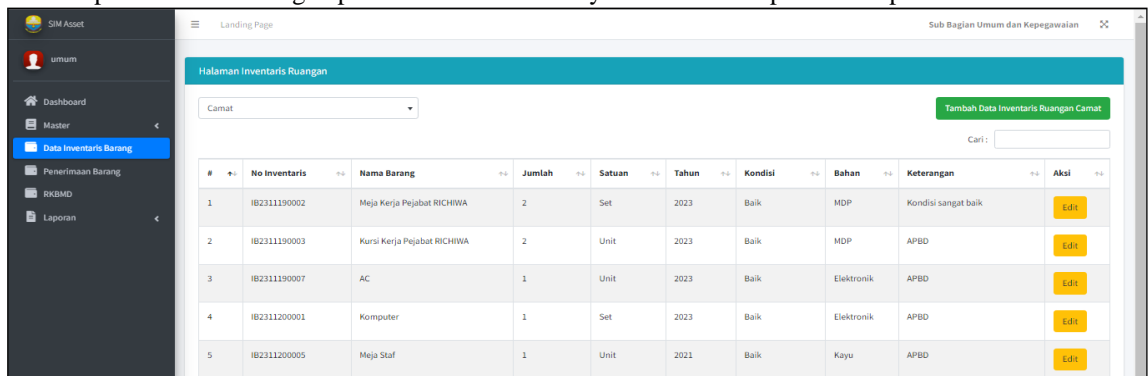 SIM Asset
Landing Page
Sub Bagian Umum dan Kepegawaian
umum
Halaman Inventaris Ruangan
Dashboard
Master
Data Inventaris Barang
Penerimaan Barang
RKBMD
Laporan
Camat
Tambah Data Inventaris Ruangan Camat
Cari :
# No Inventaris Nama Barang Jumlah Satuan Tahun Kondisi Bahan Keterangan Aksi
1 IB2311190002 Meja Kerja Pejabat RICHIWA 2 Set 2023 Baik MDP Kondisi sangat baik Edit
2 IB2311190003 Kursi Kerja Pejabat RICHIWA 2 Unit 2023 Baik MDP APBD Edit
3 IB2311190007 AC 1 Unit 2023 Baik Elektronik APBD Edit
4 IB2311200001 Komputer 1 Set 2023 Baik Elektronik APBD Edit
5 IB2311200005 Meja Staf 1 Unit 2021 Baik Kayu APBD Edit